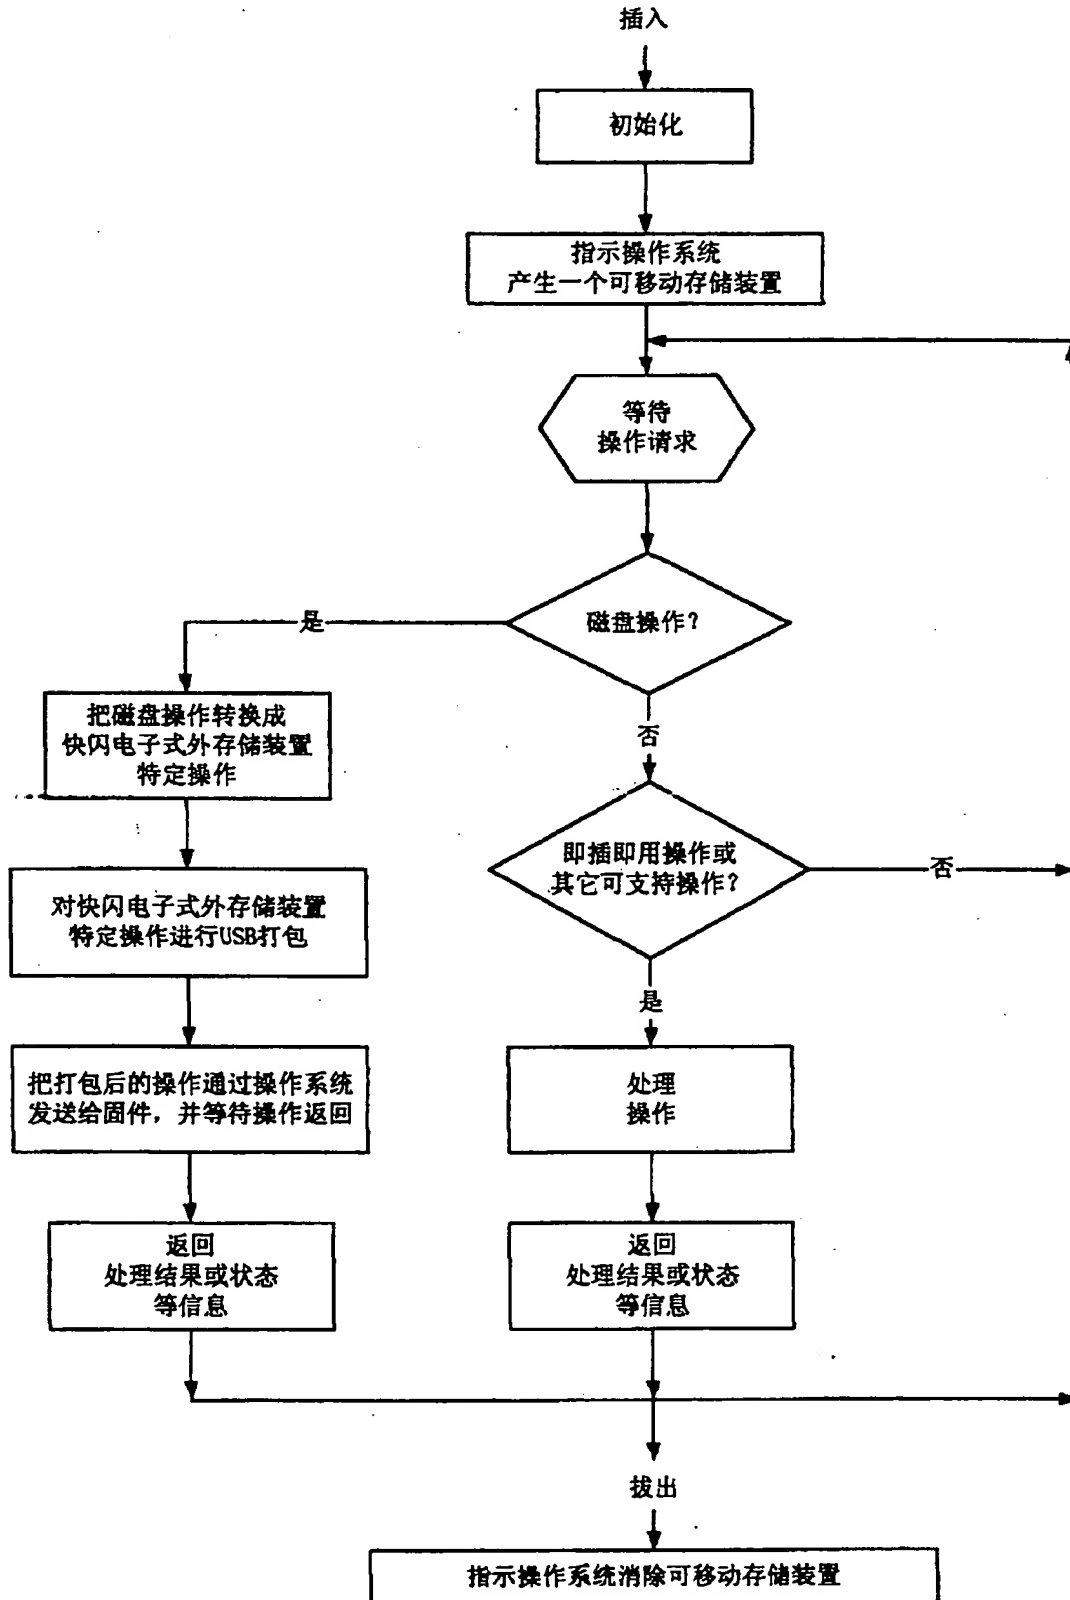 插入
初始化
指示操作系统
产生一个可移动存储装置
等待
操作请求
磁盘操作？
是
把磁盘操作转换成
快闪电子式外存储装置
特定操作
否
即插即用操作或
其它可支持操作？
否
对快闪电子式外存储装置
特定操作进行USB打包
是
把打包后的操作通过操作系统
发送给固件，并等待操作返回
处理
操作
返回
处理结果或状态
等信息
返回
处理结果或状态
等信息
拔出
指示操作系统消除可移动存储装置